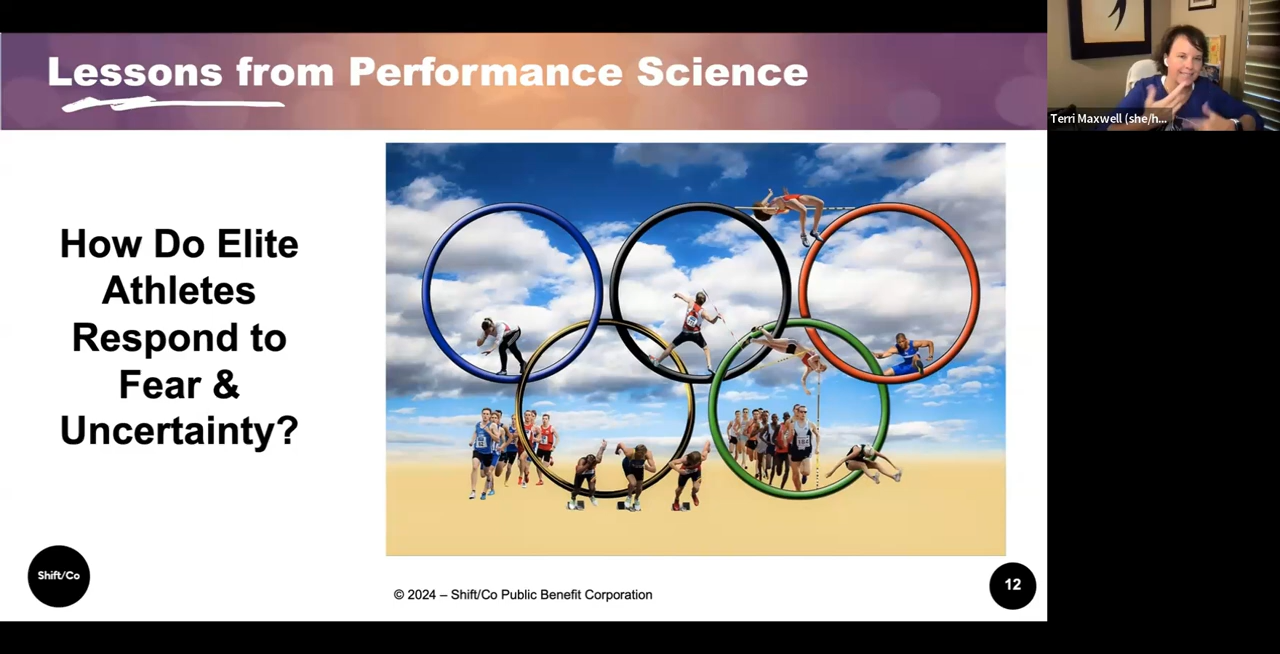 Lessons from Performance Science
Terri Maxwell (she/h...
How Do Elite
Athletes
Respond to
Fear &
Uncertainty?
Shift/Co
© 2024 – Shift/Co Public Benefit Corporation
12